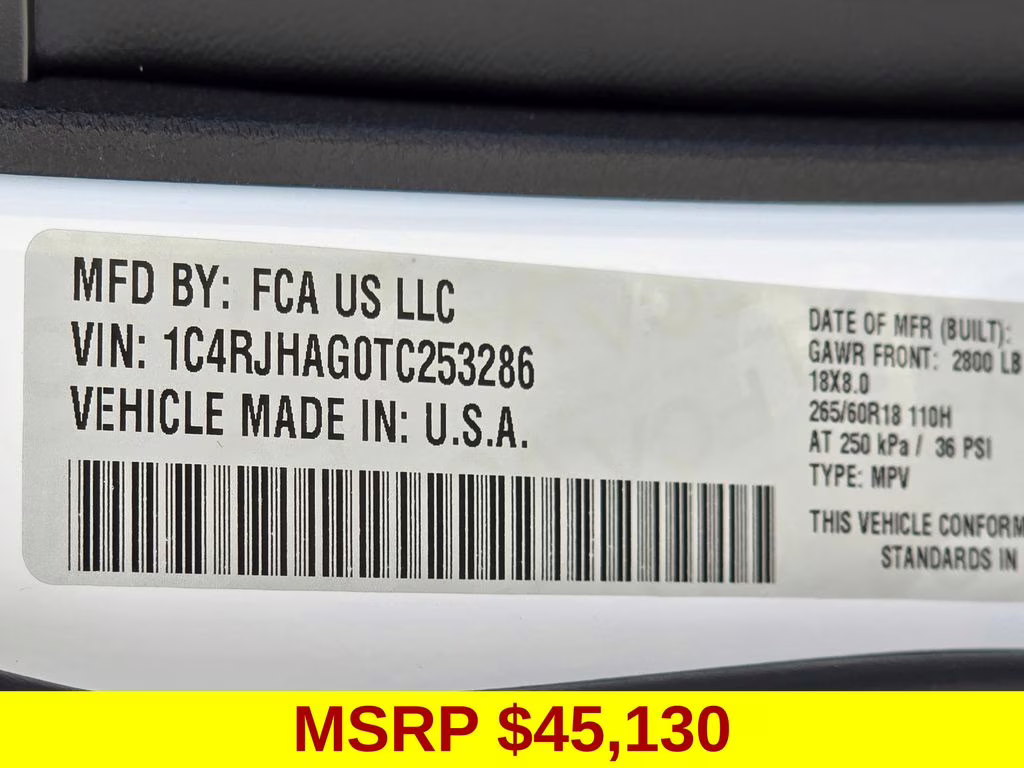 MFD BY: FCA US LLC
VIN: 1C4RJHAG0TC253286
VEHICLE MADE IN: U.S.A.
DATE OF MFR (BUILT):
GAWR FRONT: 2800 LB
18X8.0
265/60R18 110H
AT 250 kPa / 36 PSI
TYPE: MPV
THIS VEHICLE CONFORM
STANDARDS IN
MSRP $45,130